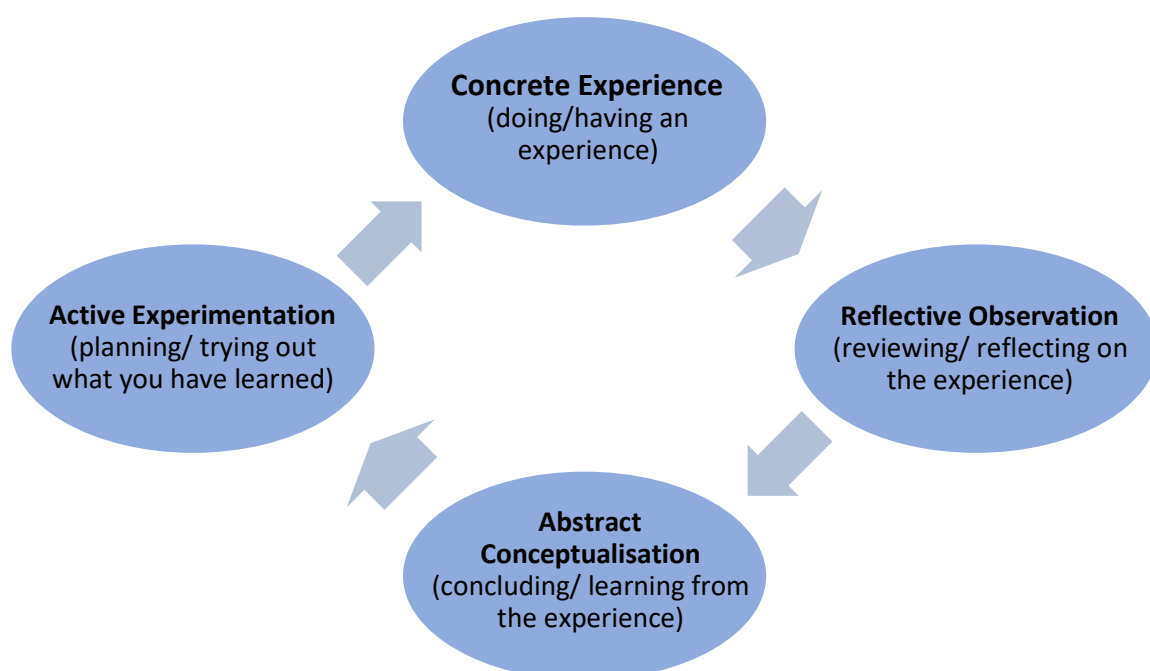 Concrete Experience
(doing/having an
experience)
Active Experimentation
(planning/ trying out
what you have learned)
Reflective Observation
(reviewing/ reflecting on
the experience)
Abstract
Conceptualisation
(concluding/ learning from
the experience)